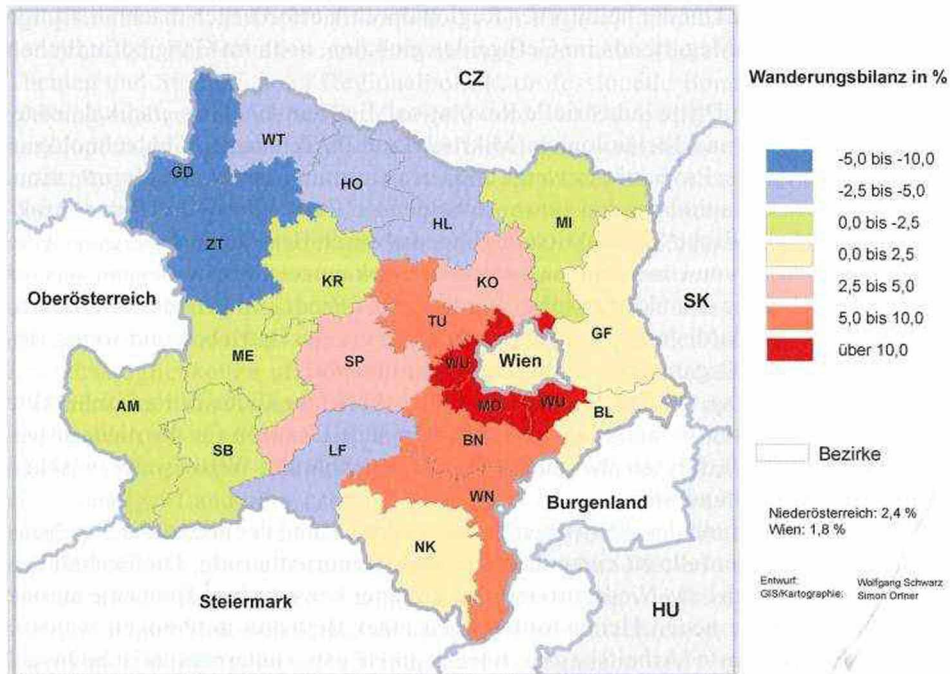 CZ
Wanderungsbilanz in %
-5,0 bis -10,0
-2,5 bis -5,0
0,0 bis -2,5
0,0 bis 2,5
2,5 bis 5,0
5,0 bis 10,0
über 10,0
WT
GD
HO
HL
MI
ZT
KR
KO
Oberösterreich
TU
SK
GF
ME
SP
WU
Wien
AM
MD
WU
BL
BN
SB
LF
Bezirke
WN
Burgenland
Niederösterreich: 2,4 %
Wien: 1,8 %
NK
Steiermark
HU
Entwurf: Wolfgang Schwarz
GIS/Kartographie: Simon Ortner